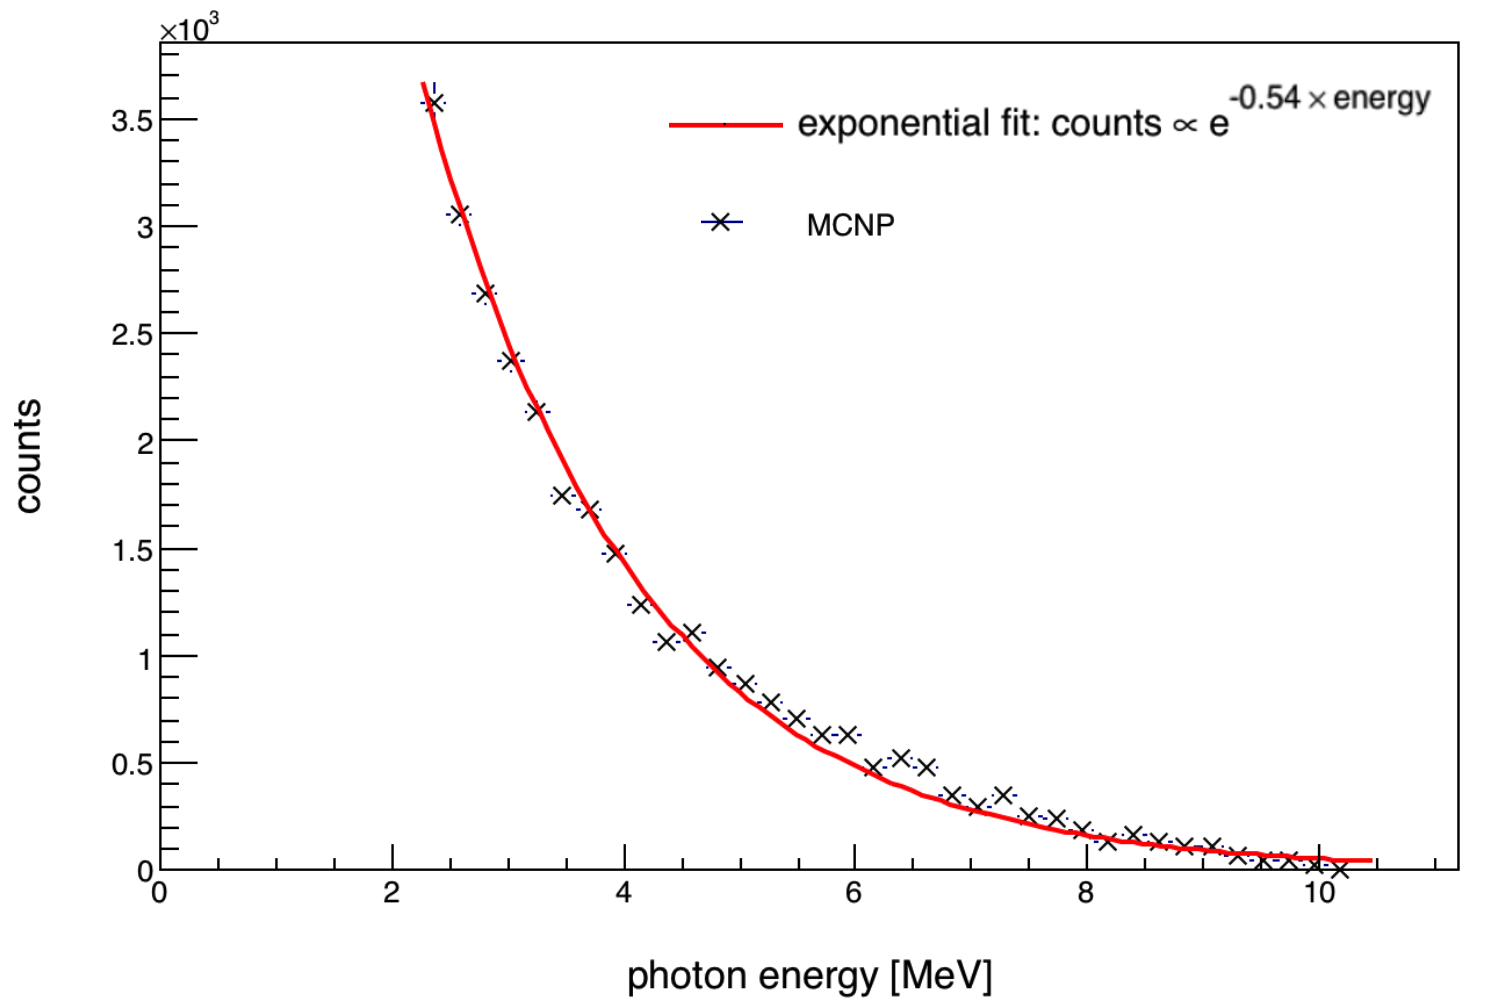 ×10³
3.5
3
2.5
2
1.5
1
0.5
0
counts
exponential fit: counts ∝ e^-0.54 × energy
MCNP
0 2 4 6 8 10
photon energy [MeV]